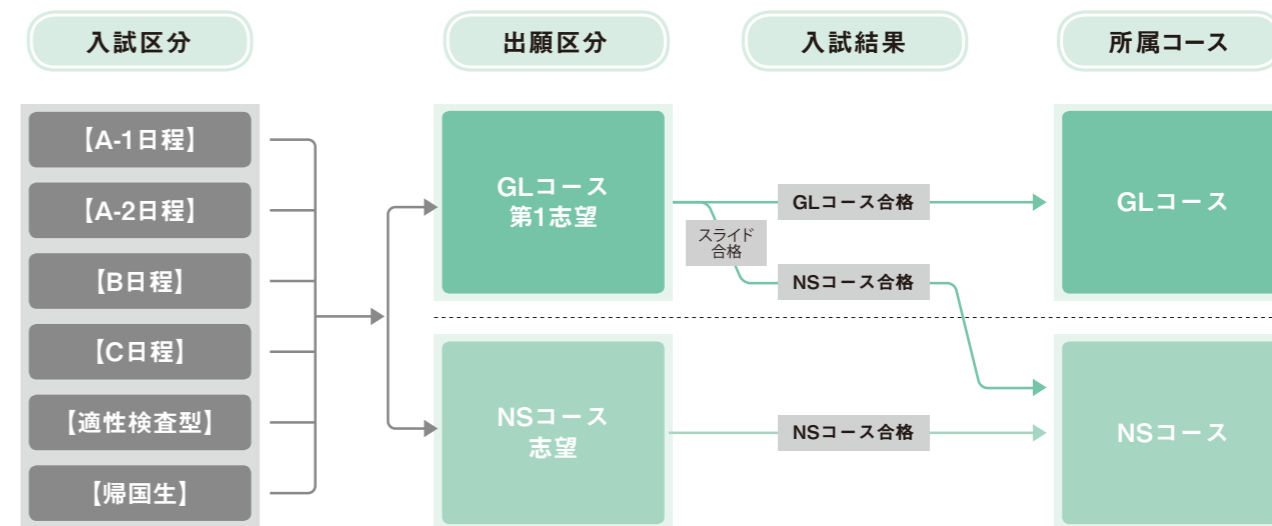 入試区分
出願区分
入試結果
所属コース
【A-1日程】
【A-2日程】
【B日程】
【C日程】
【適性検査型】
【帰国生】
GLコース
第1志望
GLコース合格
GLコース
スライド
合格
NSコース合格
NSコース
志望
NSコース合格
NSコース